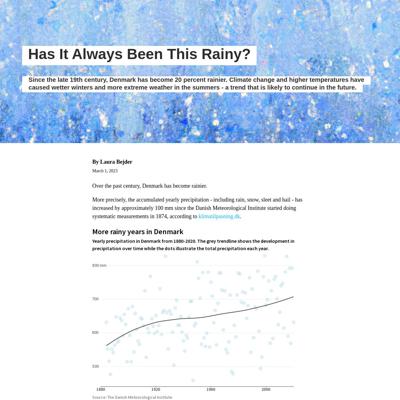 Has It Always Been This Rainy?
Since the late 19th century, Denmark has become 20 percent rainier. Climate change and higher temperatures have
caused wetter winters and more extreme weather in the summers - a trend that is likely to continue in the future.
By Laura Bejder
March 1, 2023
Over the past century, Denmark has become rainier.
More precisely, the accumulated yearly precipitation - including rain, snow, sleet and hail - has
increased by approximately 100 mm since the Danish Meteorological Institute started doing
systematic measurements in 1874, according to klimatilpasning.dk.
More rainy years in Denmark
Yearly precipitation in Denmark from 1880-2020. The grey trendline shows the development in
precipitation over time while the dots illustrate the total precipitation each year.
800 mm
700
600
500
1880 1920 1960 2000
Source: The Danish Meteorological Institute